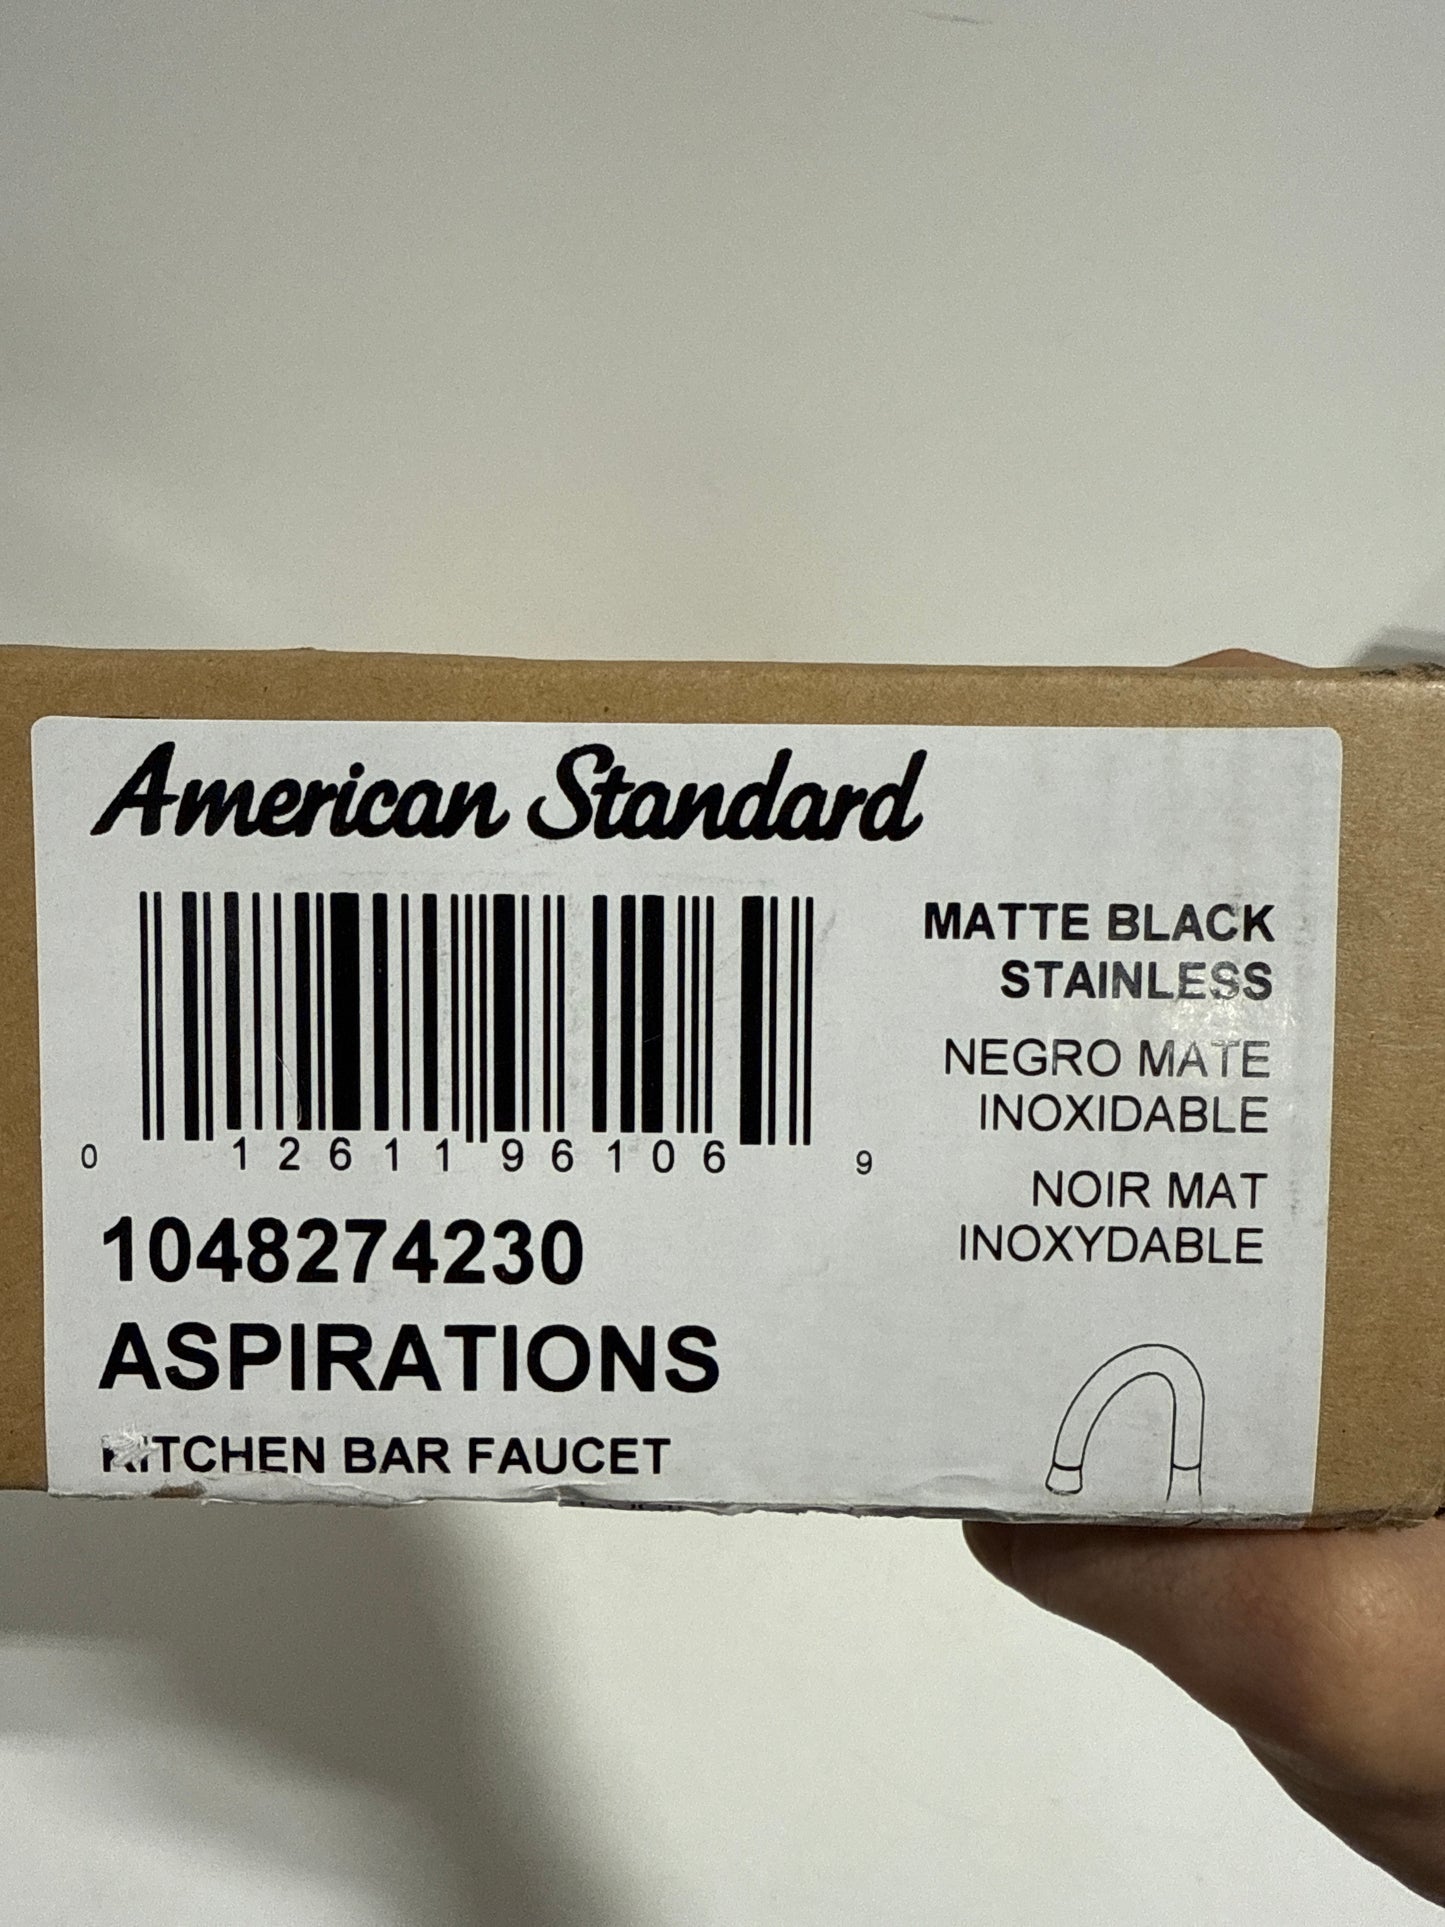 American Standard
MATTE BLACK
STAINLESS
NEGRO MATE
INOXIDABLE
NOIR MAT
INOXYDABLE
0 12611 96106 9
1048274230
ASPIRATIONS
KITCHEN BAR FAUCET